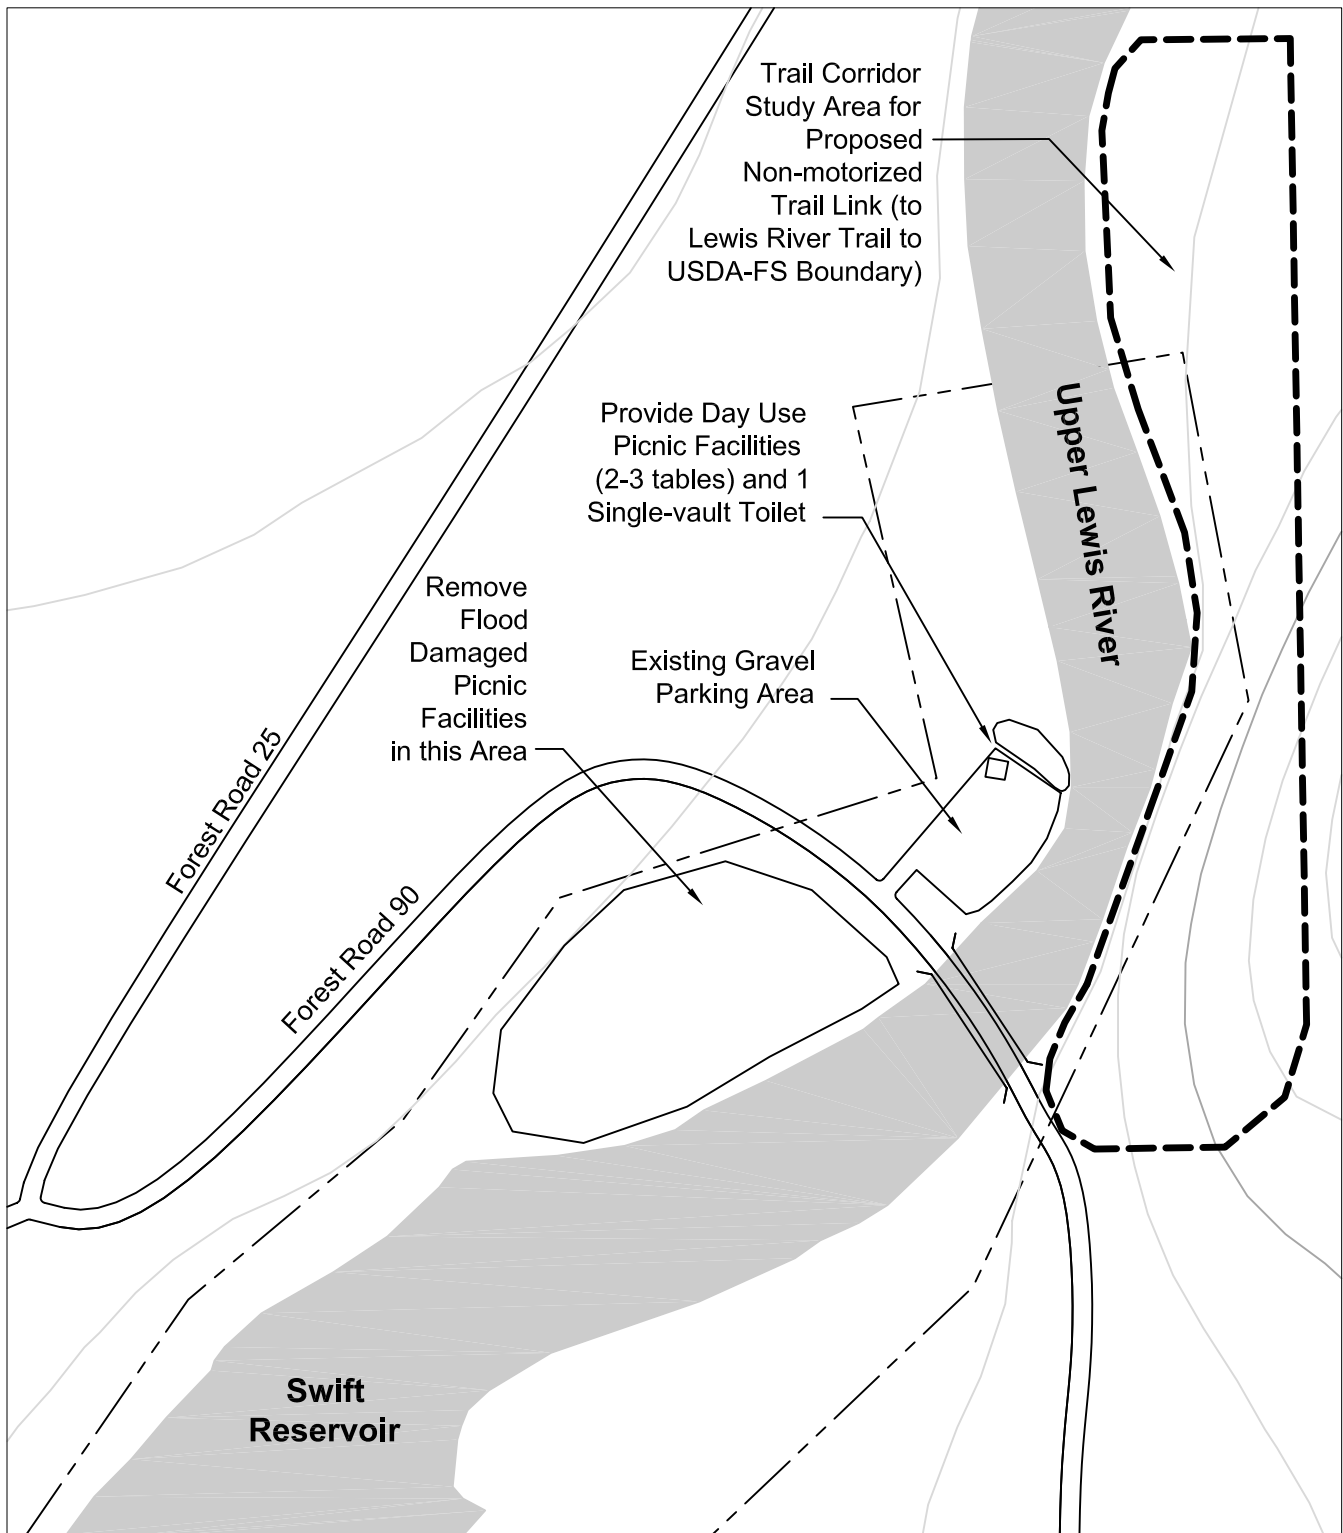 Trail Corridor
Study Area for
Proposed
Non-motorized
Trail Link (to
Lewis River Trail to
USDA-FS Boundary)
Provide Day Use
Picnic Facilities
(2-3 tables) and 1
Single-vault Toilet
Upper Lewis River
Remove
Flood
Damaged
Picnic
Facilities
in this Area
Existing Gravel
Parking Area
Forest Road 25
Forest Road 90
Swift
Reservoir